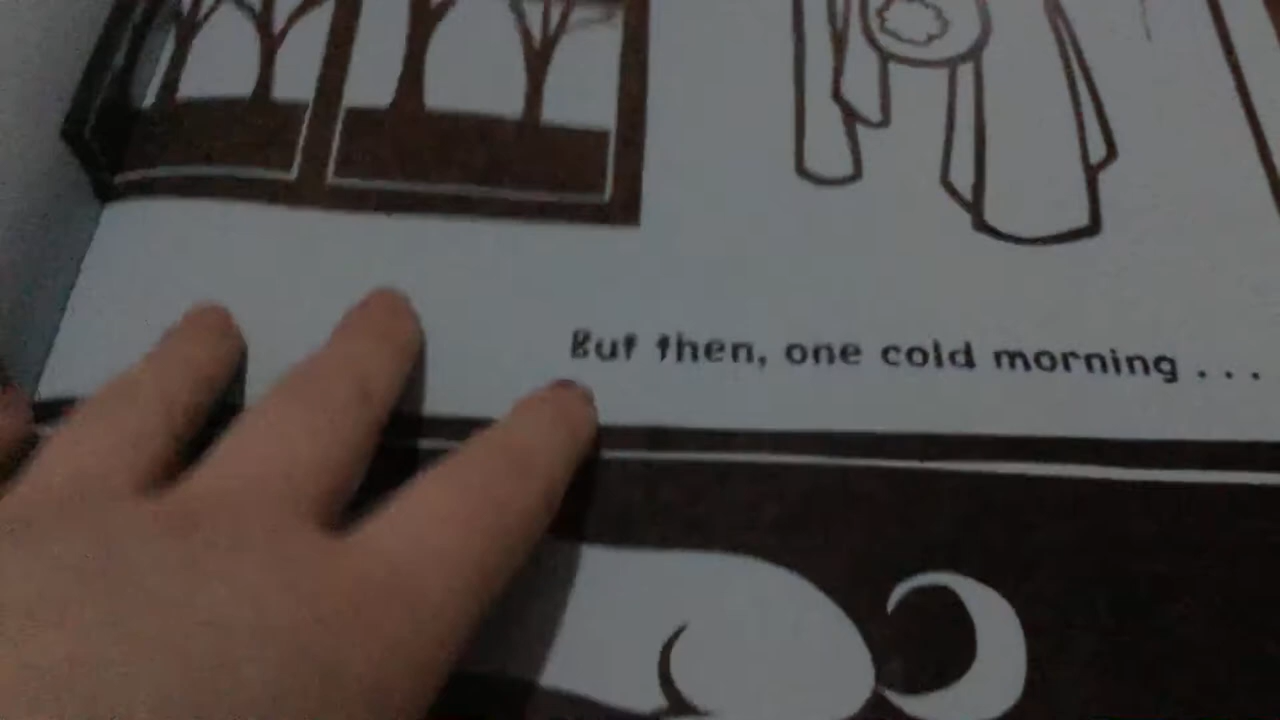 But then, one cold morning . . .